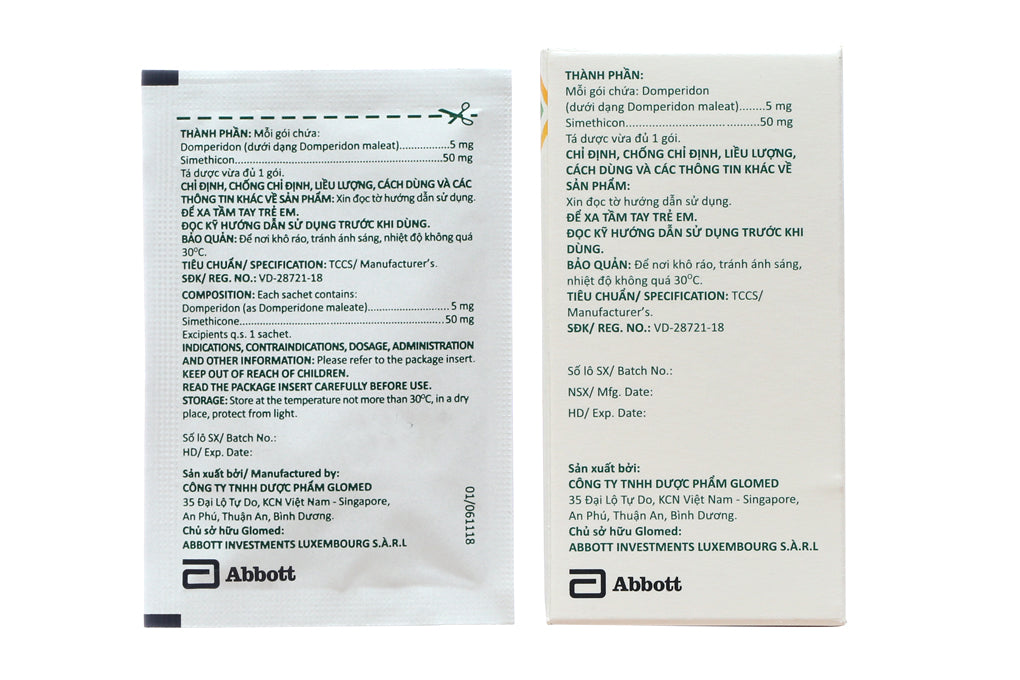 THÀNH PHẦN: Mỗi gói chứa:
Domperidon (dưới dạng Domperidon maleat)................5 mg
Simethicon..........................................................50 mg
Tá dược vừa đủ 1 gói.
CHỈ ĐỊNH, CHỐNG CHỈ ĐỊNH, LIỀU LƯỢNG, CÁCH DÙNG VÀ CÁC
THÔNG TIN KHÁC VỀ SẢN PHẨM: Xin đọc tờ hướng dẫn sử dụng.
ĐỂ XA TẦM TAY TRẺ EM.
ĐỌC KỸ HƯỚNG DẪN SỬ DỤNG TRƯỚC KHI DÙNG.
BẢO QUẢN: Để nơi khô ráo, tránh ánh sáng, nhiệt độ không quá
30°C.
TIÊU CHUẨN/ SPECIFICATION: TCCS/ Manufacturer's.
SĐK/ REG. NO.: VD-28721-18
COMPOSITION: Each sachet contains:
Domperidon (as Domperidone maleate)........................ 5 mg
Simethicone.........................................................50 mg
Excipients q.s. 1 sachet.
INDICATIONS, CONTRAINDICATIONS, DOSAGE, ADMINISTRATION
AND OTHER INFORMATION: Please refer to the package insert.
KEEP OUT OF REACH OF CHILDREN.
READ THE PACKAGE INSERT CAREFULLY BEFORE USE.
STORAGE: Store at the temperature not more than 30°C, in a dry
place, protect from light.
Số lô SX/ Batch No.:
HD/ Exp. Date:
Sản xuất bởi/ Manufactured by:
CÔNG TY TNHH DƯỢC PHẨM GLOMED
35 Đại Lộ Tự Do, KCN Việt Nam - Singapore,
An Phú, Thuận An, Bình Dương.
Chủ sở hữu Glomed:
ABBOTT INVESTMENTS LUXEMBOURG S.À.R.L
01/061118
Abbott
THÀNH PHẦN:
Mỗi gói chứa: Domperidon
(dưới dạng Domperidon maleat)........5 mg
Simethicon....................................50 mg
Tá dược vừa đủ 1 gói.
CHỈ ĐỊNH, CHỐNG CHỈ ĐỊNH, LIỀU LƯỢNG,
CÁCH DÙNG VÀ CÁC THÔNG TIN KHÁC VỀ
SẢN PHẨM:
Xin đọc tờ hướng dẫn sử dụng.
ĐỂ XA TẦM TAY TRẺ EM.
ĐỌC KỸ HƯỚNG DẪN SỬ DỤNG TRƯỚC KHI
DÙNG.
BẢO QUẢN: Để nơi khô ráo, tránh ánh sáng,
nhiệt độ không quá 30°C.
TIÊU CHUẨN/ SPECIFICATION: TCCS/
Manufacturer's.
SĐK/ REG. NO.: VD-28721-18
Số lô SX/ Batch No.:
NSX/ Mfg. Date:
HD/ Exp. Date:
Sản xuất bởi:
CÔNG TY TNHH DƯỢC PHẨM GLOMED
35 Đại Lộ Tự Do, KCN Việt Nam - Singapore,
An Phú, Thuận An, Bình Dương.
Chủ sở hữu Glomed:
ABBOTT INVESTMENTS LUXEMBOURG S.À.R.L
Abbott